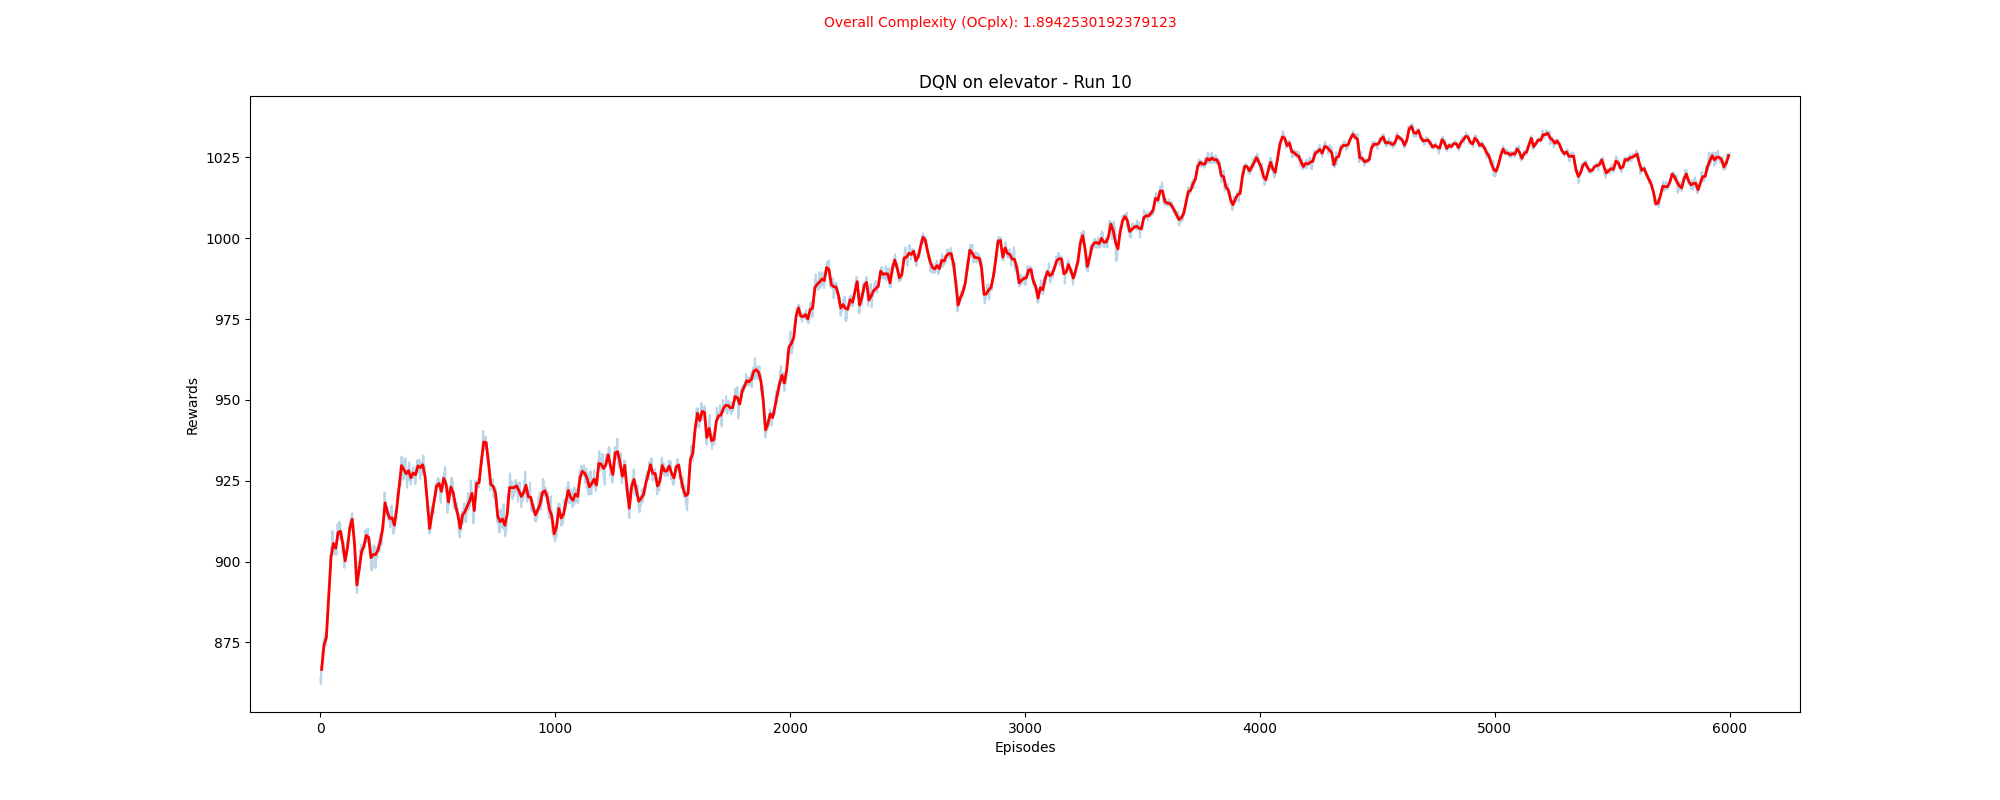 Overall Complexity (OCplx): 1.8942530192379123
DQN on elevator - Run 10
Rewards
1025
1000
975
950
925
900
875
0 1000 2000 3000 4000 5000 6000
Episodes